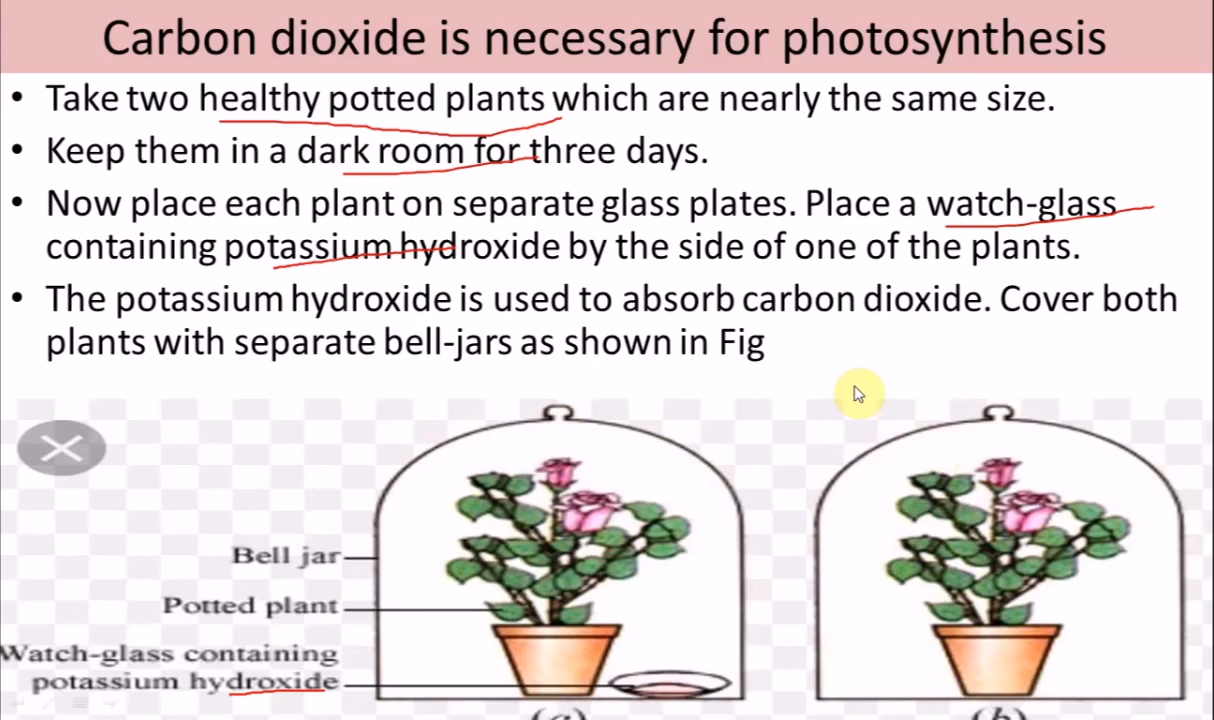 Carbon dioxide is necessary for photosynthesis
• Take two healthy potted plants which are nearly the same size.
• Keep them in a dark room for three days.
• Now place each plant on separate glass plates. Place a watch-glass
containing potassium hydroxide by the side of one of the plants.
• The potassium hydroxide is used to absorb carbon dioxide. Cover both
plants with separate bell-jars as shown in Fig
Bell jar
Potted plant
Watch-glass containing
potassium hydroxide
(a)
(b)